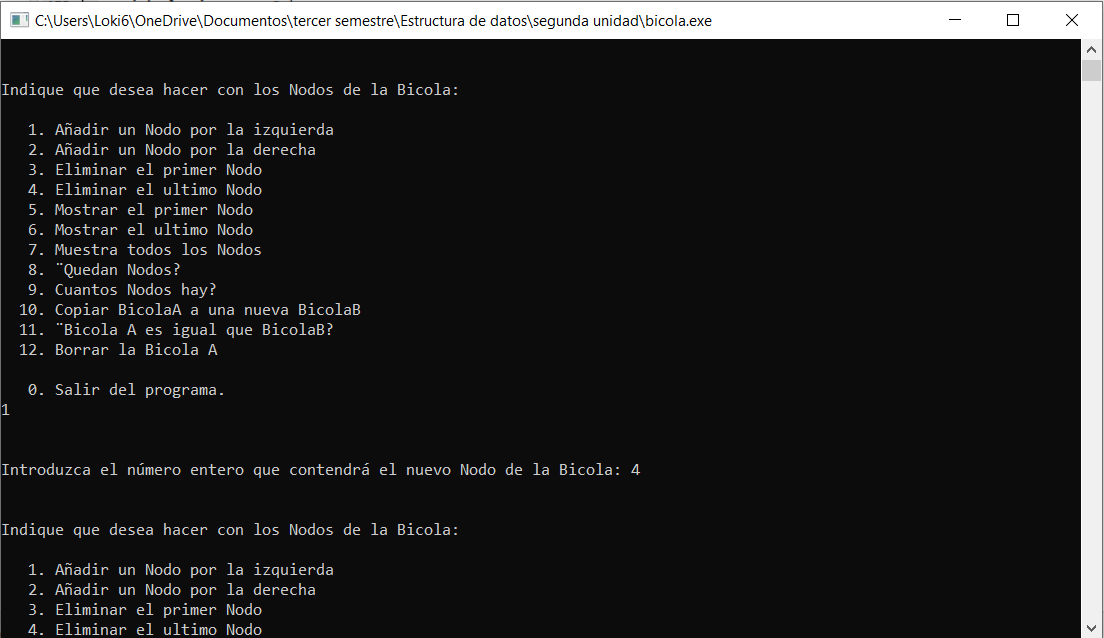 C:\Users\Loki6\OneDrive\Documentos\tercer semestre\Estructura de datos\segunda unidad\bicola.exe
Indique que desea hacer con los Nodos de la Bicola:
1. Añadir un Nodo por la izquierda
2. Añadir un Nodo por la derecha
3. Eliminar el primer Nodo
4. Eliminar el ultimo Nodo
5. Mostrar el primer Nodo
6. Mostrar el ultimo Nodo
7. Muestra todos los Nodos
8. ¨Quedan Nodos?
9. Cuantos Nodos hay?
10. Copiar BicolaA a una nueva BicolaB
11. ¨Bicola A es igual que BicolaB?
12. Borrar la Bicola A
0. Salir del programa.
1
Introduzca el número entero que contendrá el nuevo Nodo de la Bicola: 4
Indique que desea hacer con los Nodos de la Bicola:
1. Añadir un Nodo por la izquierda
2. Añadir un Nodo por la derecha
3. Eliminar el primer Nodo
4. Eliminar el ultimo Nodo